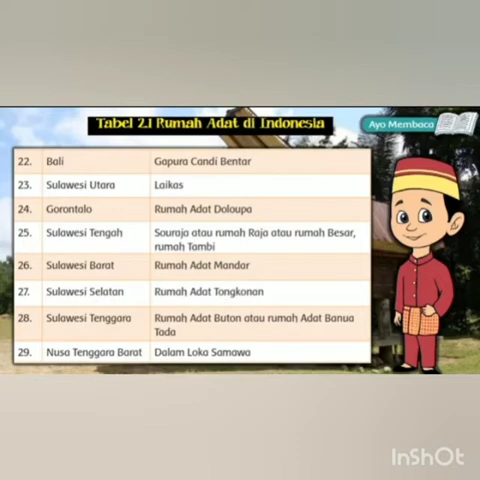 Tabel 2.1 Rumah Adat di Indonesia
Ayo Membaca
22. Bali Gapura Candi Bentar
23. Sulawesi Utara Laikas
24. Gorontalo Rumah Adat Doloupa
25. Sulawesi Tengah Souraja atau rumah Raja atau rumah Besar,
rumah Tambi
26. Sulawesi Barat Rumah Adat Mandar
27. Sulawesi Selatan Rumah Adat Tongkonan
28. Sulawesi Tenggara Rumah Adat Buton atau rumah Adat Banua
Tada
29. Nusa Tenggara Barat Dalam Loka Samawa
InShOt